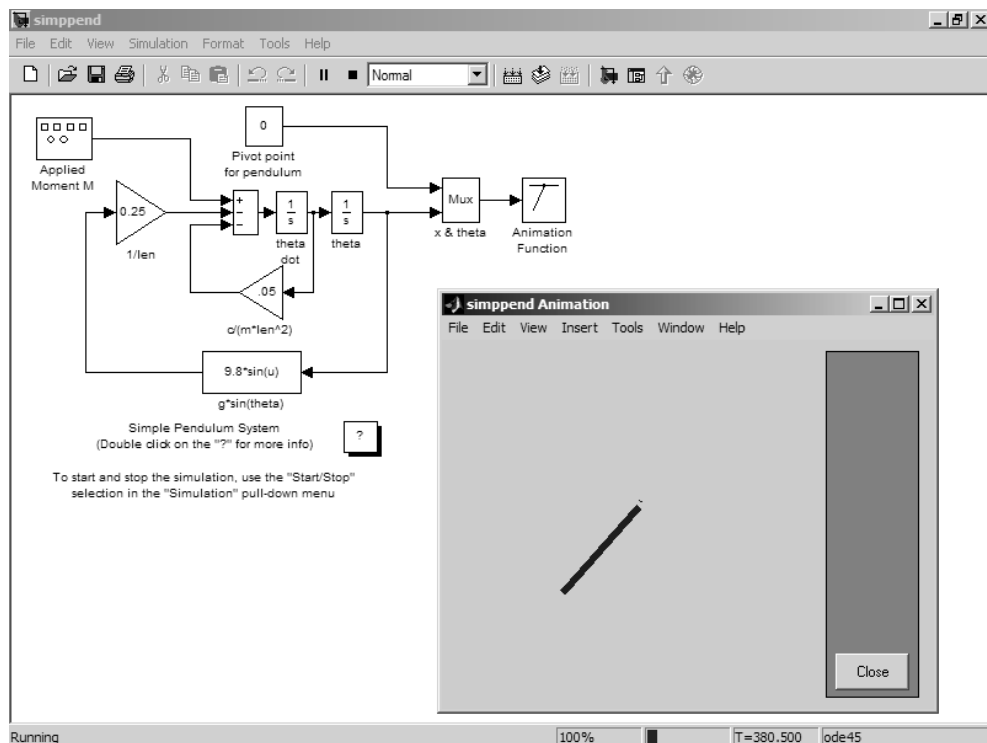 simppend
File Edit View Simulation Format Tools Help
Normal
Applied
Moment M
0
Pivot point
for pendulum
0.25
1/len
+
−
−
1
s
theta
dot
1
s
theta
Mux
x & theta
Animation
Function
.05
c/(m*len^2)
9.8*sin(u)
g*sin(theta)
Simple Pendulum System
(Double click on the "?" for more info)
?
To start and stop the simulation, use the "Start/Stop"
selection in the "Simulation" pull-down menu
simppend Animation
File Edit View Insert Tools Window Help
Close
Running
100%
T=380.500
ode45